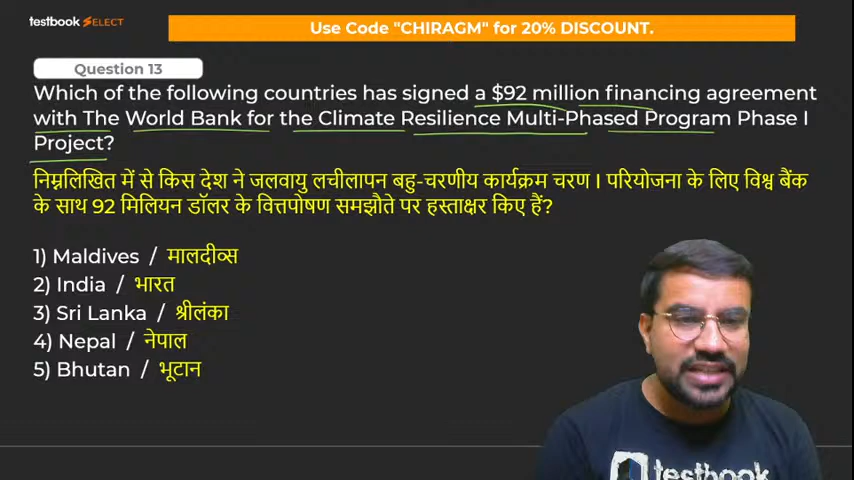 testbook SELECT
Use Code "CHIRAGM" for 20% DISCOUNT.
Question 13
Which of the following countries has signed a $92 million financing agreement
with The World Bank for the Climate Resilience Multi-Phased Program Phase I
Project?
निम्नलिखित में से किस देश ने जलवायु लचीलापन बहु-चरणीय कार्यक्रम चरण । परियोजना के लिए विश्व बैंक
के साथ 92 मिलियन डॉलर के वित्तपोषण समझौते पर हस्ताक्षर किए हैं?
1) Maldives / मालदीव्स
2) India / भारत
3) Sri Lanka / श्रीलंका
4) Nepal / नेपाल
5) Bhutan / भूटान
testbook